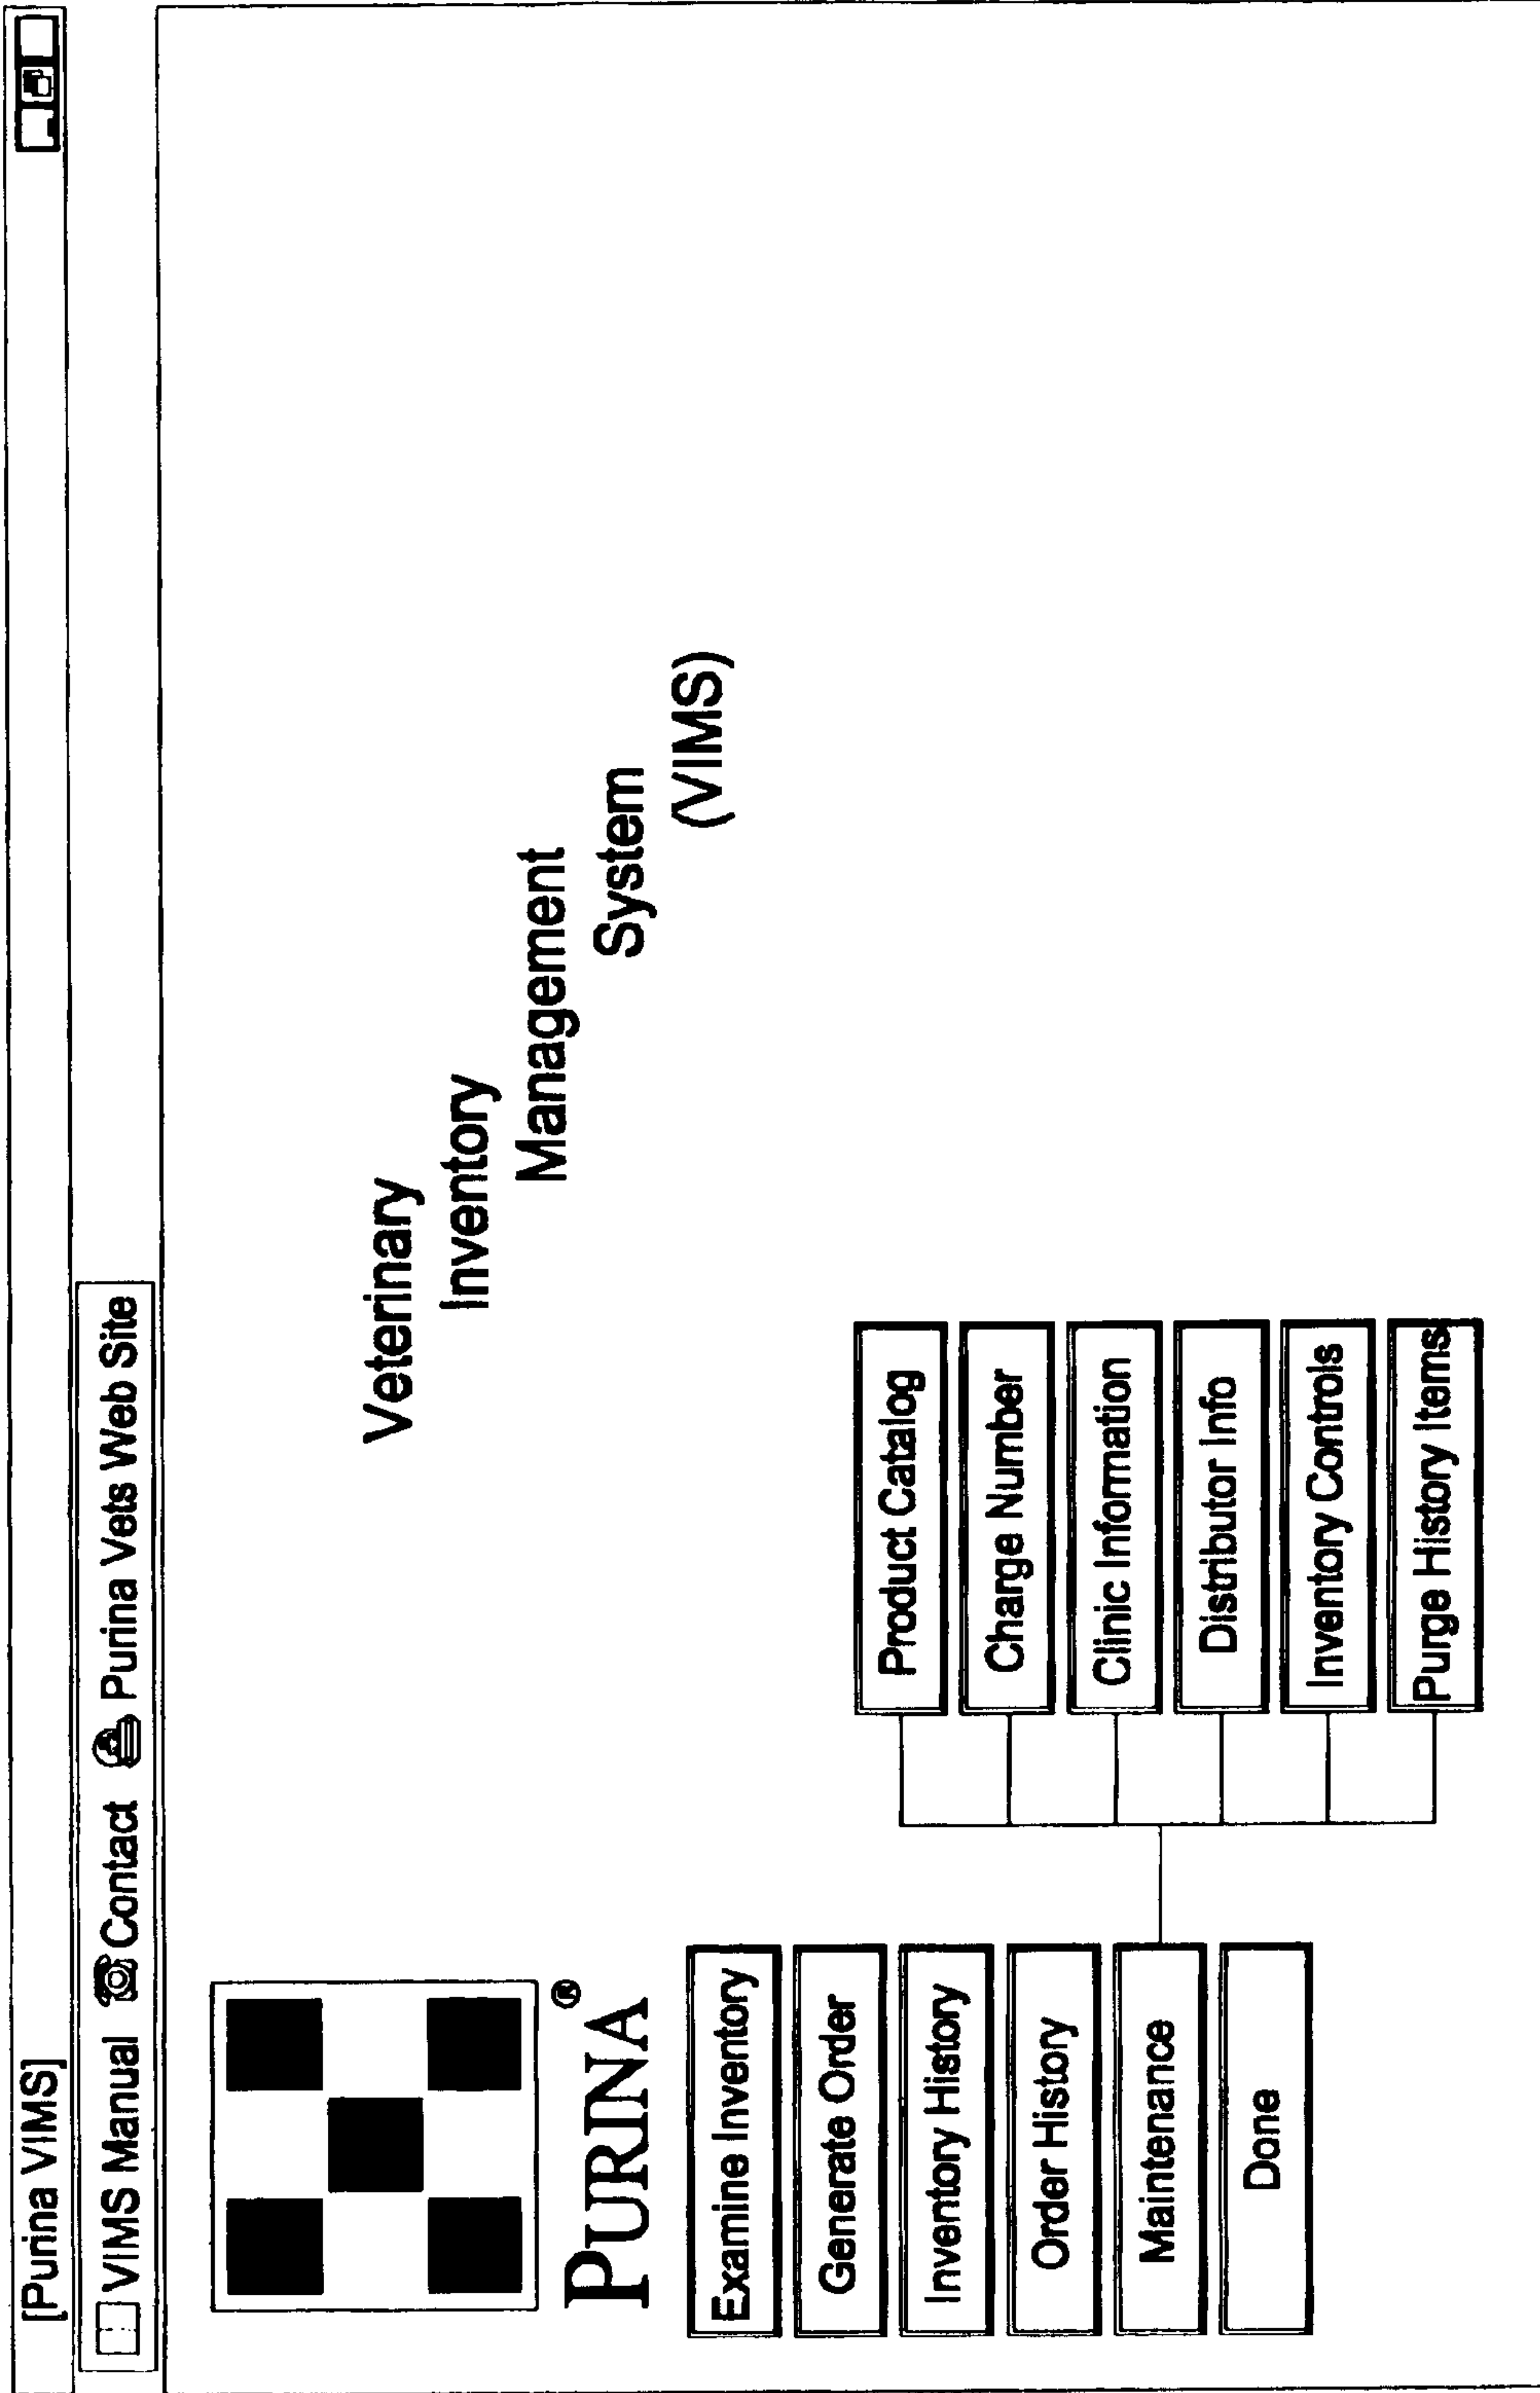 [Purina VIMS]
VIMS Manual Contact Purina Vets Web Site
PURINA®
Veterinary
Inventory
Management
System
(VIMS)
Examine Inventory
Generate Order
Inventory History
Order History
Maintenance
Done
Product Catalog
Charge Number
Clinic Information
Distributor Info
Inventory Controls
Purge History Items